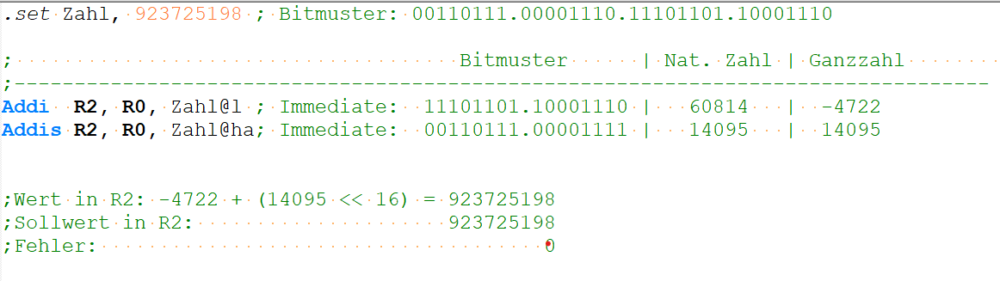 .set Zahl, 923725198 ; Bitmuster: 00110111.00001110.11101101.10001110
; Bitmuster | Nat. Zahl | Ganzzahl
;---------------------------------------------------------------------------------
Addi R2, R0, Zahl@l ; Immediate: 11101101.10001110 | 60814 | -4722
Addis R2, R0, Zahl@ha; Immediate: 00110111.00001111 | 14095 | 14095
;Wert in R2: -4722 + (14095 << 16) = 923725198
;Sollwert in R2: 923725198
;Fehler: 0